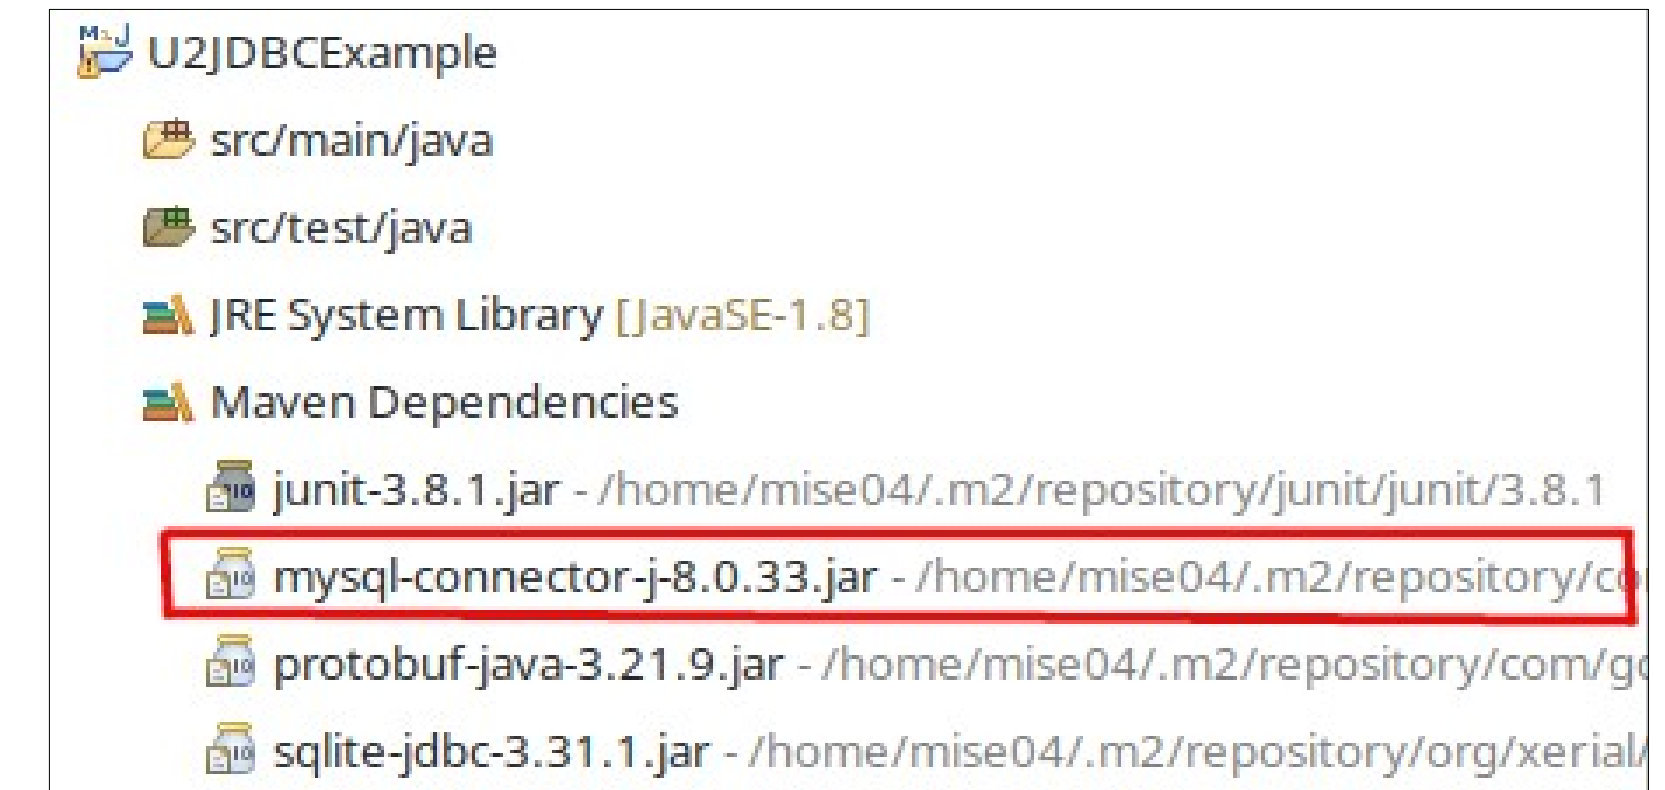 U2JDBCExample
src/main/java
src/test/java
JRE System Library [JavaSE-1.8]
Maven Dependencies
junit-3.8.1.jar - /home/mise04/.m2/repository/junit/junit/3.8.1
mysql-connector-j-8.0.33.jar - /home/mise04/.m2/repository/co
protobuf-java-3.21.9.jar - /home/mise04/.m2/repository/com/go
sqlite-jdbc-3.31.1.jar - /home/mise04/.m2/repository/org/xerial/